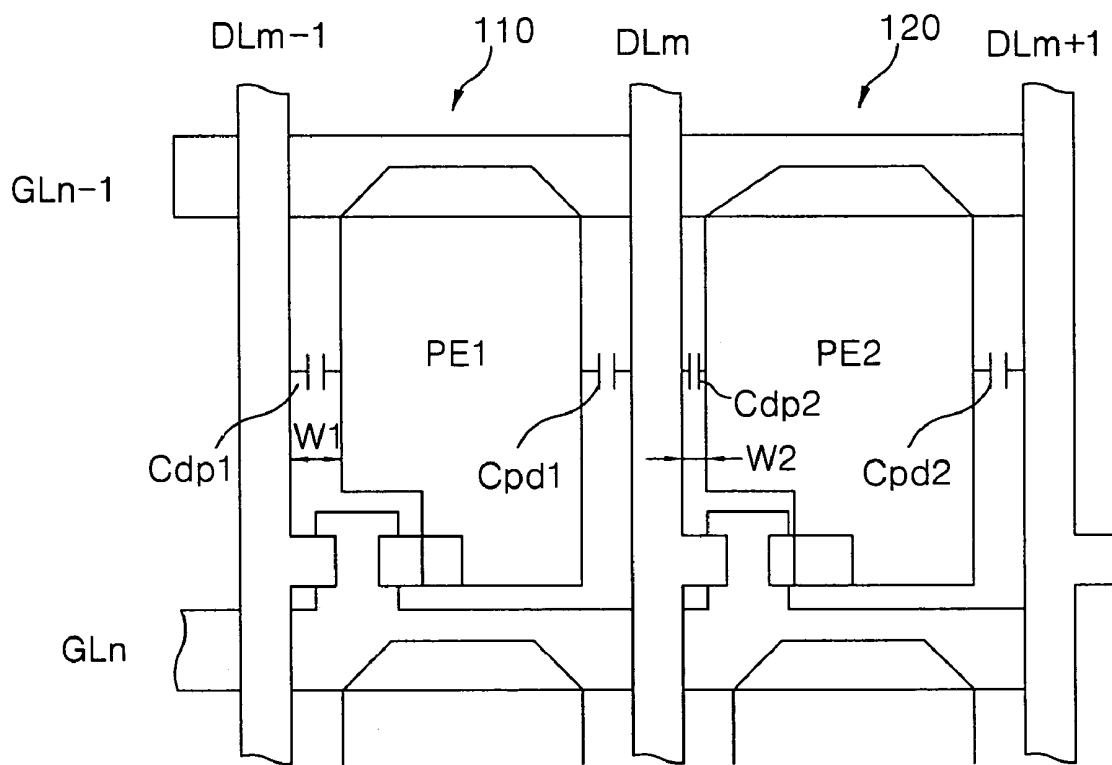 DLm-1
110
DLm
120
DLm+1
GLn-1
PE1
PE2
Cdp2
W1
W2
Cdp1
Cpd1
Cpd2
GLn